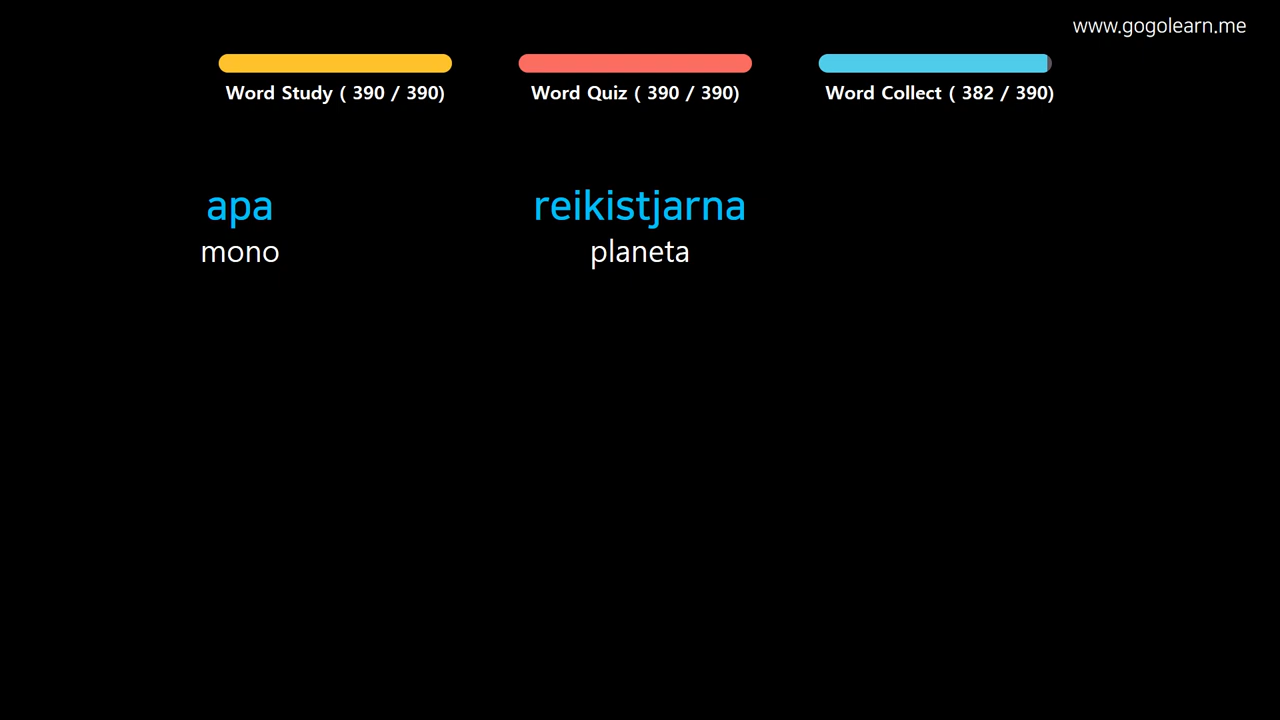 www.gogolearn.me
Word Study ( 390 / 390)
Word Quiz ( 390 / 390)
Word Collect ( 382 / 390)
apa
mono
reikistjarna
planeta